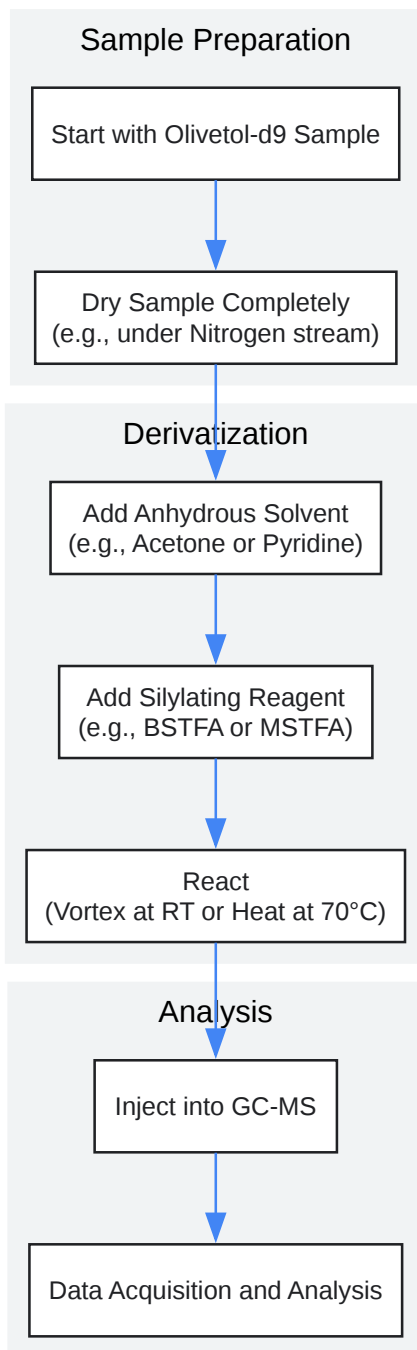 Sample Preparation
Start with Olivetol-d9 Sample
Dry Sample Completely
(e.g., under Nitrogen stream)
Derivatization
Add Anhydrous Solvent
(e.g., Acetone or Pyridine)
Add Silylating Reagent
(e.g., BSTFA or MSTFA)
React
(Vortex at RT or Heat at 70°C)
Analysis
Inject into GC-MS
Data Acquisition and Analysis